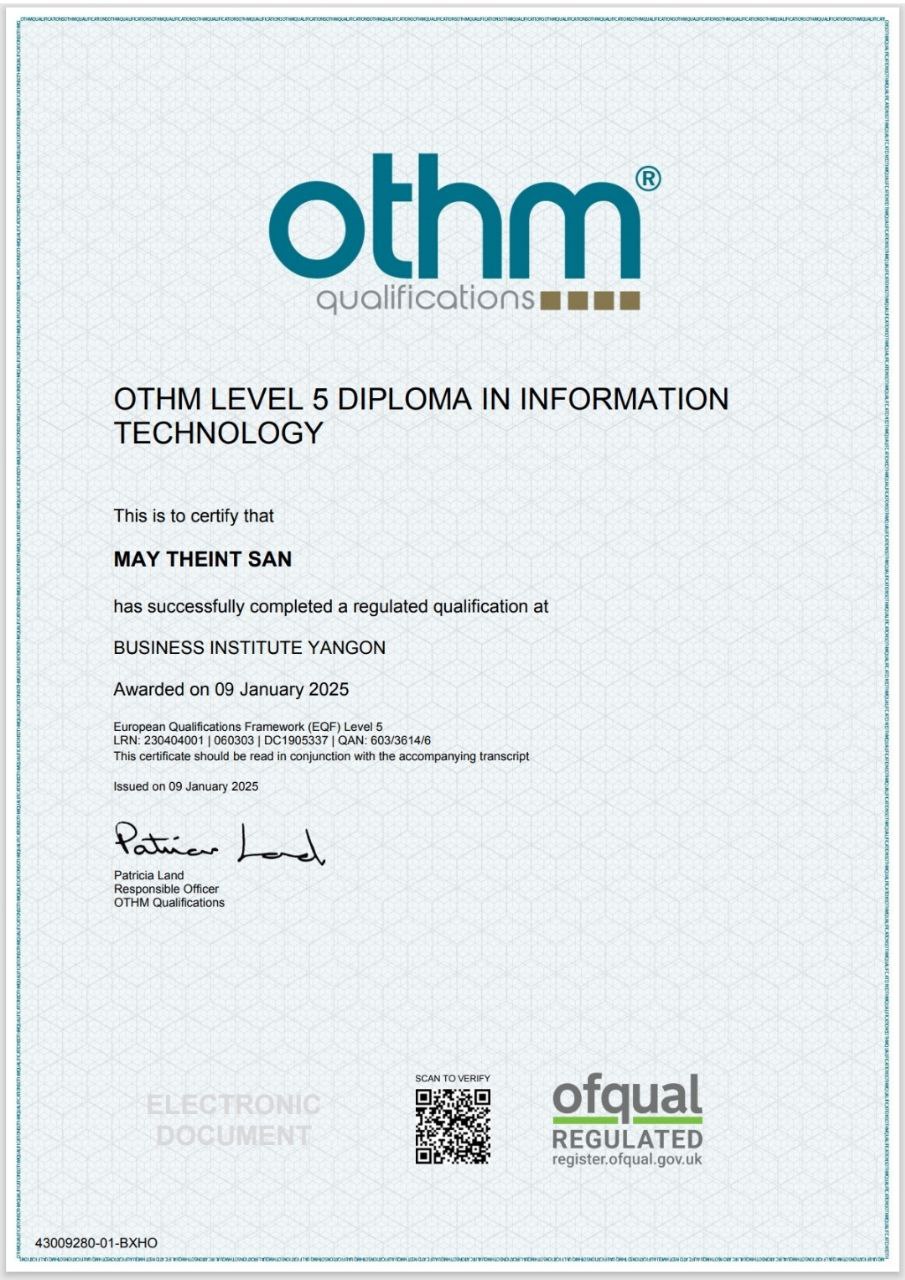 othm®
qualifications
OTHM LEVEL 5 DIPLOMA IN INFORMATION
TECHNOLOGY
This is to certify that
MAY THEINT SAN
has successfully completed a regulated qualification at
BUSINESS INSTITUTE YANGON
Awarded on 09 January 2025
European Qualifications Framework (EQF) Level 5
LRN: 230404001 | 060303 | DC1905337 | QAN: 603/3614/6
This certificate should be read in conjunction with the accompanying transcript
Issued on 09 January 2025
Patricia Land
Patricia Land
Responsible Officer
OTHM Qualifications
ELECTRONIC
DOCUMENT
SCAN TO VERIFY
ofqual
REGULATED
register.ofqual.gov.uk
43009280-01-BXHO